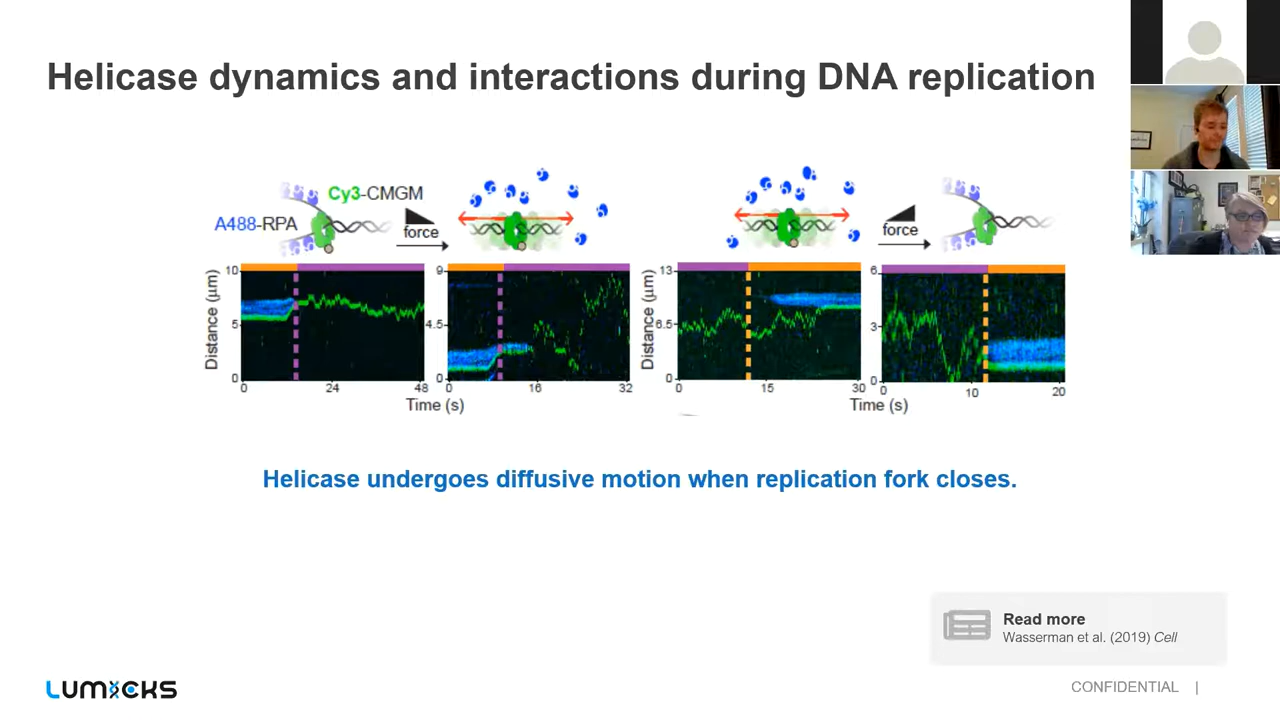 Helicase dynamics and interactions during DNA replication
Cy3-CMGM
A488-RPA
force
force
Distance (µm)
10
5
0
0
24
48
9
4.5
0
0
16
32
Time (s)
Distance (µm)
13
6.5
0
0
15
30
6
3
0
0
10
20
Time (s)
Helicase undergoes diffusive motion when replication fork closes.
Read more
Wasserman et al. (2019) Cell
LUMICKS
CONFIDENTIAL |